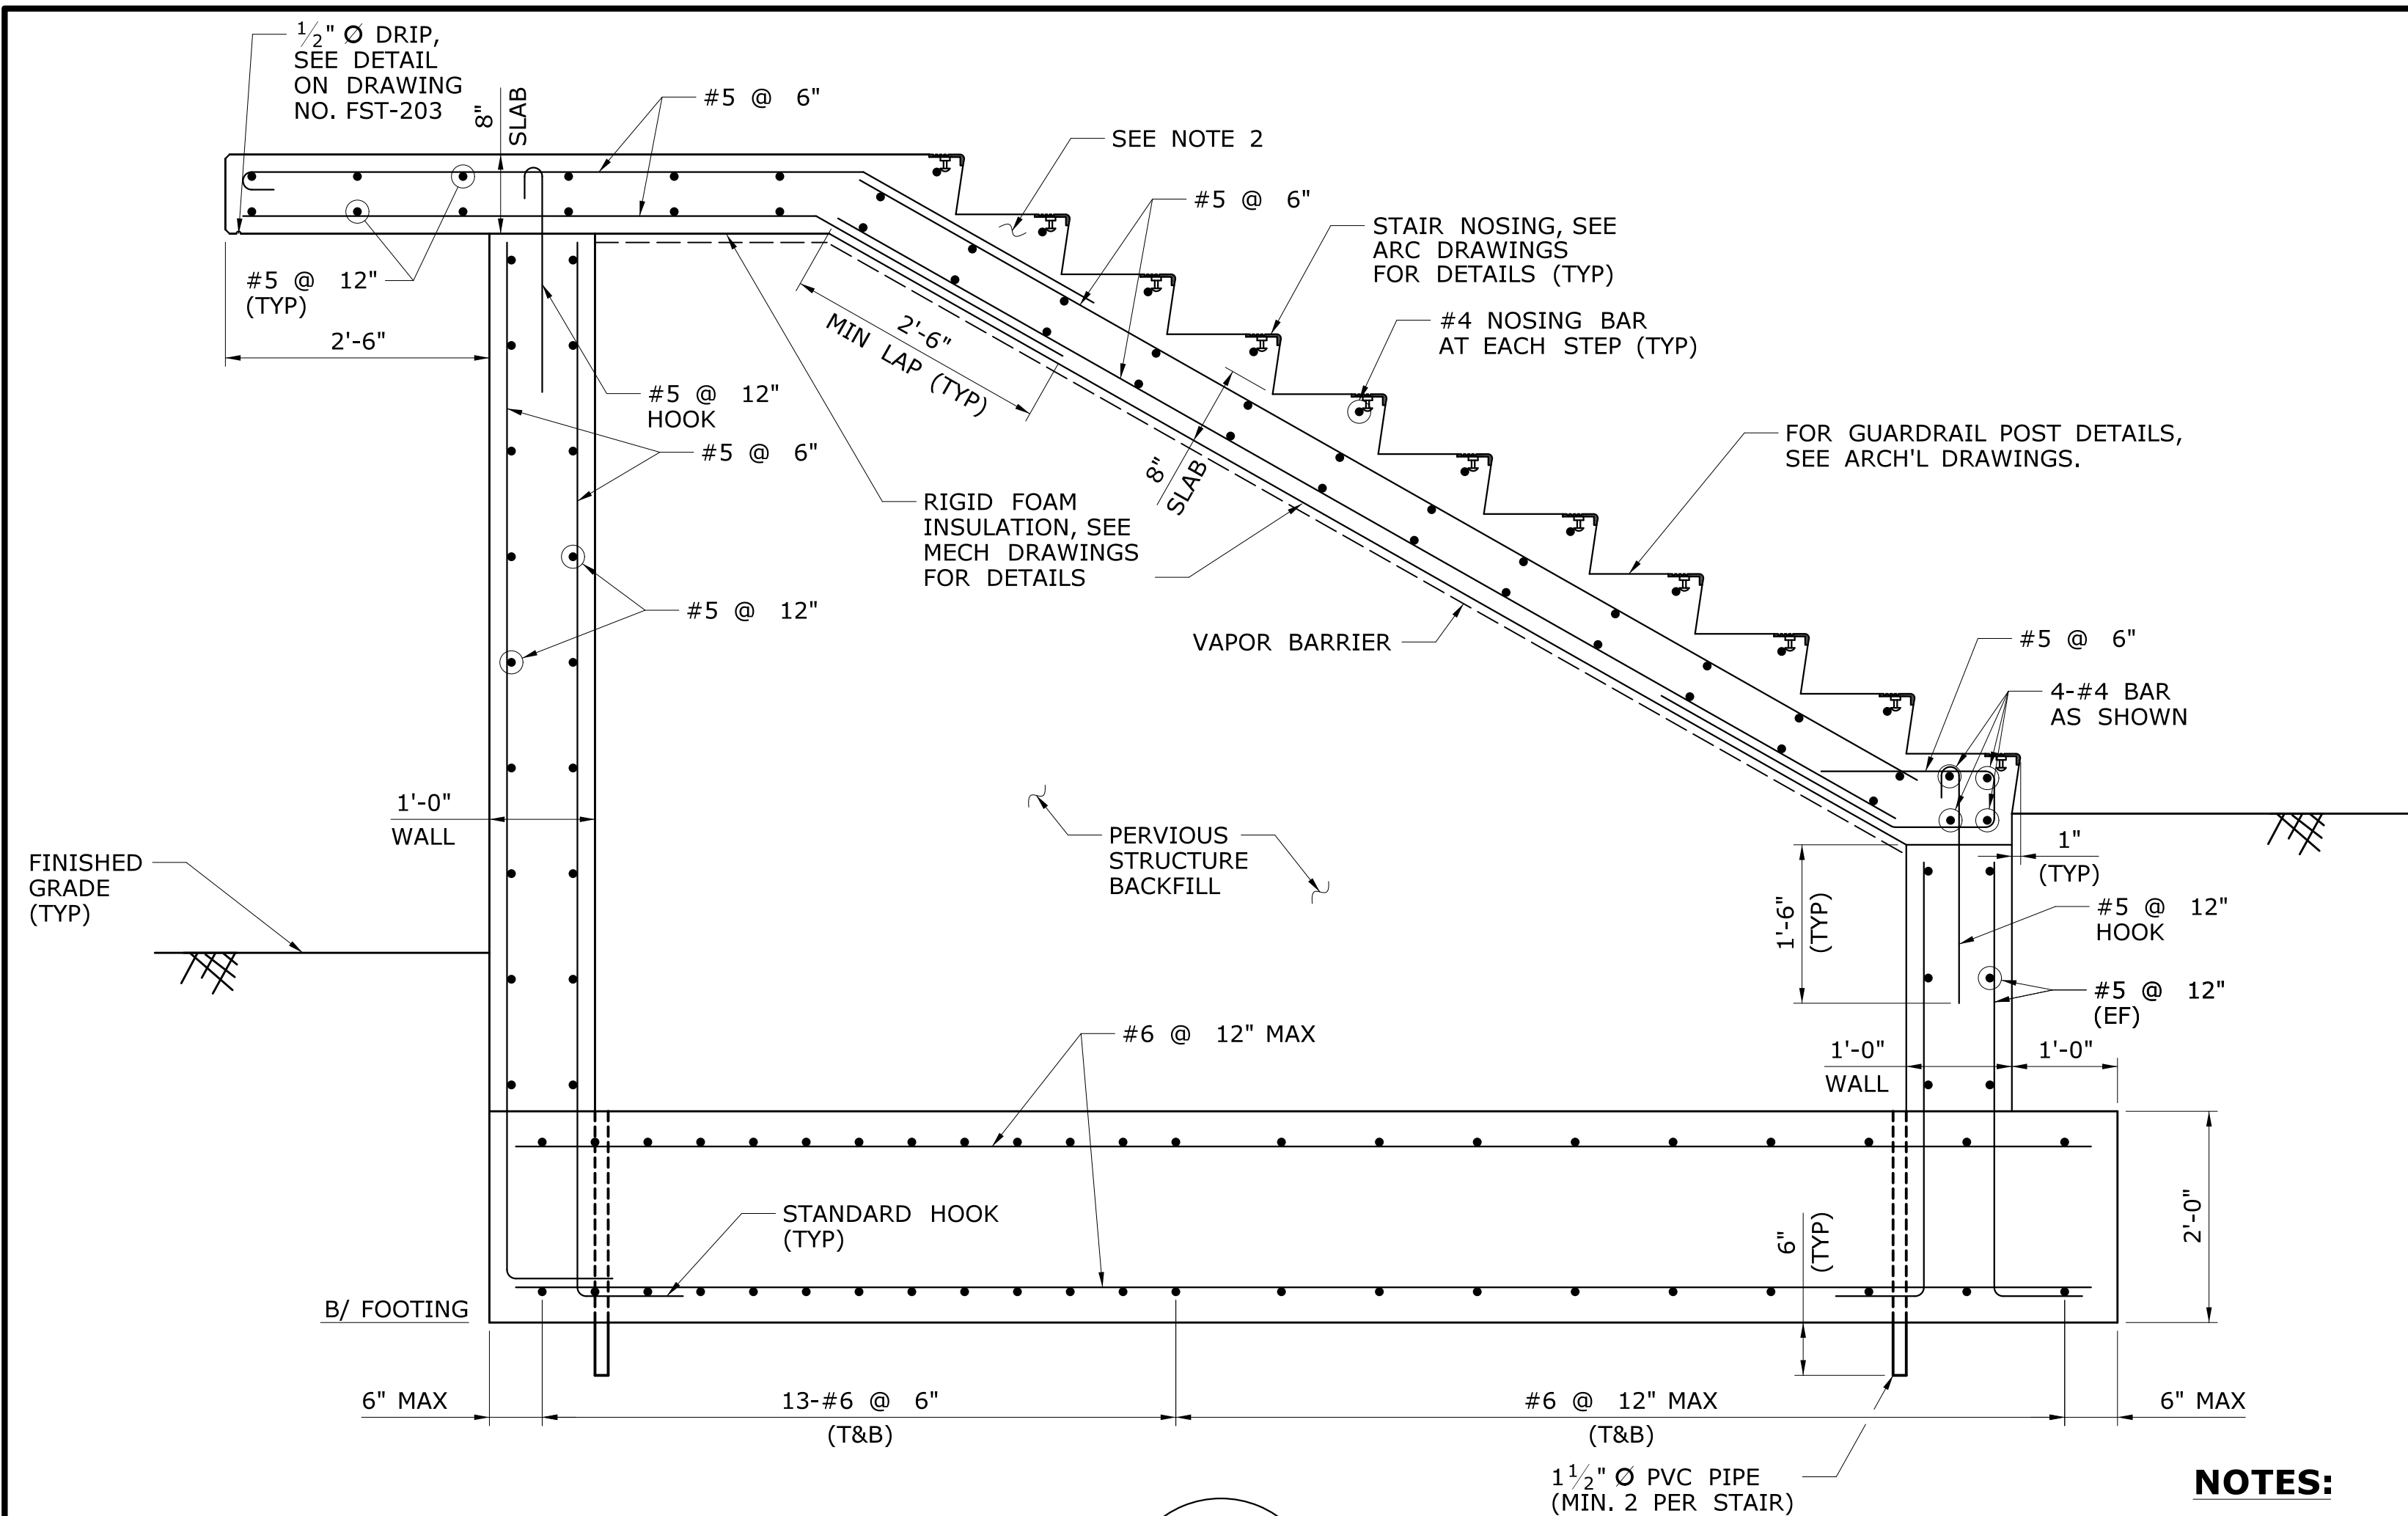 1/2" Ø DRIP,
SEE DETAIL
ON DRAWING
NO. FST-203
8"
SLAB
#5 @ 6"
SEE NOTE 2
#5 @ 6"
STAIR NOSING, SEE
ARC DRAWINGS
FOR DETAILS (TYP)
#5 @ 12"
(TYP)
2'-6"
2'-6"
MIN LAP (TYP)
#4 NOSING BAR
AT EACH STEP (TYP)
#5 @ 12"
HOOK
#5 @ 6"
8"
SLAB
FOR GUARDRAIL POST DETAILS,
SEE ARCH'L DRAWINGS.
RIGID FOAM
INSULATION, SEE
MECH DRAWINGS
FOR DETAILS
#5 @ 12"
VAPOR BARRIER
#5 @ 6"
4-#4 BAR
AS SHOWN
1'-0"
WALL
PERVIOUS
STRUCTURE
BACKFILL
1"
(TYP)
FINISHED
GRADE
(TYP)
1'-6"
(TYP)
#5 @ 12"
HOOK
#5 @ 12"
(EF)
#6 @ 12" MAX
1'-0"
WALL
1'-0"
STANDARD HOOK
(TYP)
6"
(TYP)
2'-0"
B/ FOOTING
6" MAX
13-#6 @ 6"
(T&B)
#6 @ 12" MAX
(T&B)
6" MAX
1 1/2" Ø PVC PIPE
(MIN. 2 PER STAIR)
NOTES: